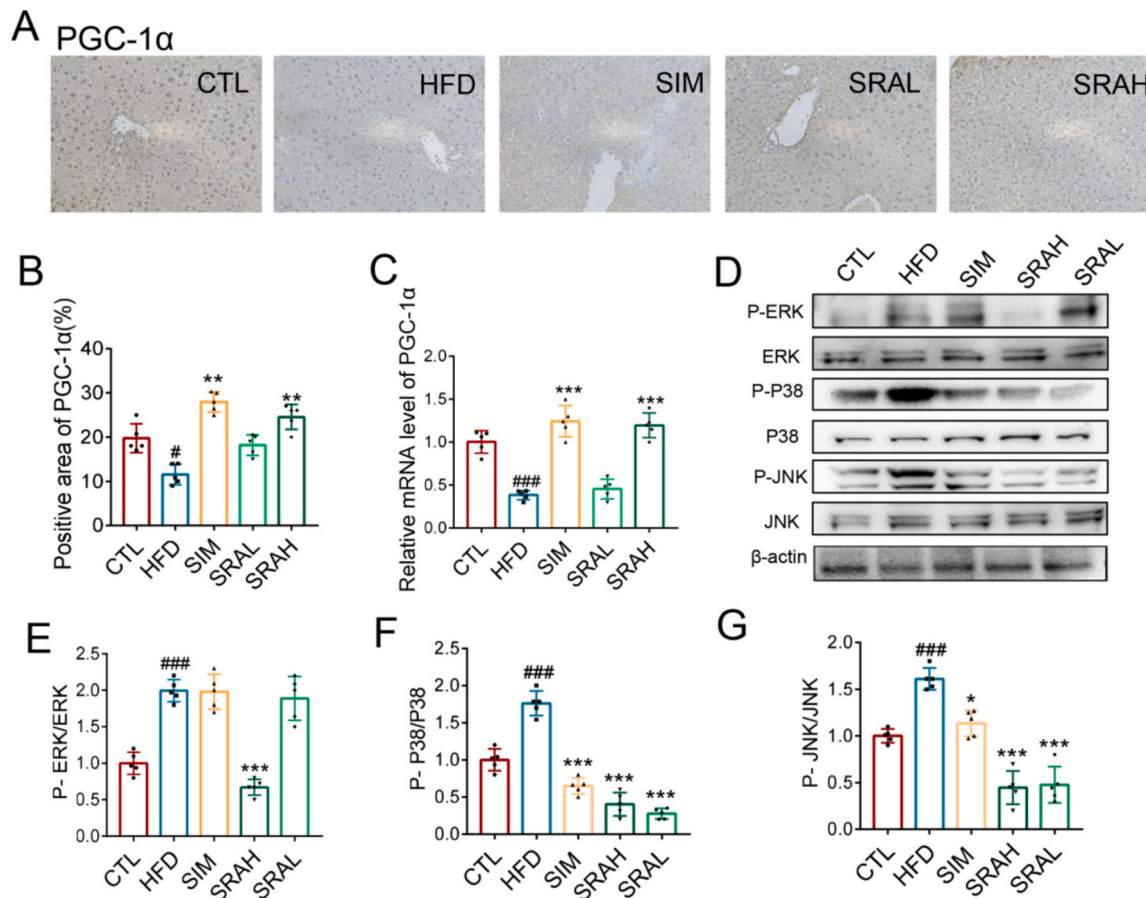 A
PGC-1α
CTL
HFD
SIM
SRAL
SRAH
B
Positive area of PGC-1α(%)
40
30
20
10
0
#
**
**
CTL
HFD
SIM
SRAL
SRAH
C
Relative mRNA level of PGC-1α
2.0
1.5
1.0
0.5
0.0
###
***
***
CTL
HFD
SIM
SRAL
SRAH
D
CTL
HFD
SIM
SRAH
SRAL
P-ERK
ERK
P-P38
P38
P-JNK
JNK
β-actin
E
P- ERK/ERK
2.5
2.0
1.5
1.0
0.5
0.0
###
***
CTL
HFD
SIM
SRAH
SRAL
F
P- P38/P38
2.5
2.0
1.5
1.0
0.5
0.0
###
***
***
***
CTL
HFD
SIM
SRAH
SRAL
G
P- JNK/JNK
2.0
1.5
1.0
0.5
0.0
###
*
***
***
CTL
HFD
SIM
SRAH
SRAL